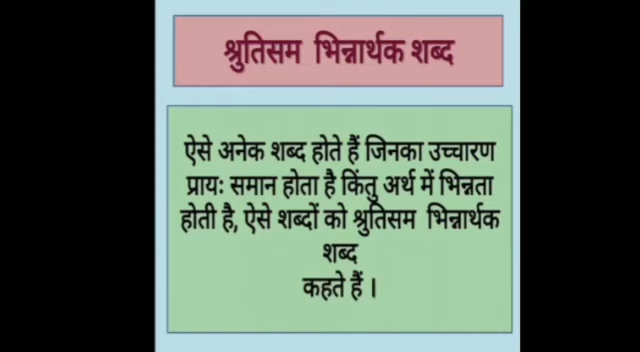 श्रुतिसम भिन्नार्थक शब्द
ऐसे अनेक शब्द होते हैं जिनका उच्चारण
प्रायः समान होता है किंतु अर्थ में भिन्नता
होती है, ऐसे शब्दों को श्रुतिसम भिन्नार्थक
शब्द
कहते हैं ।